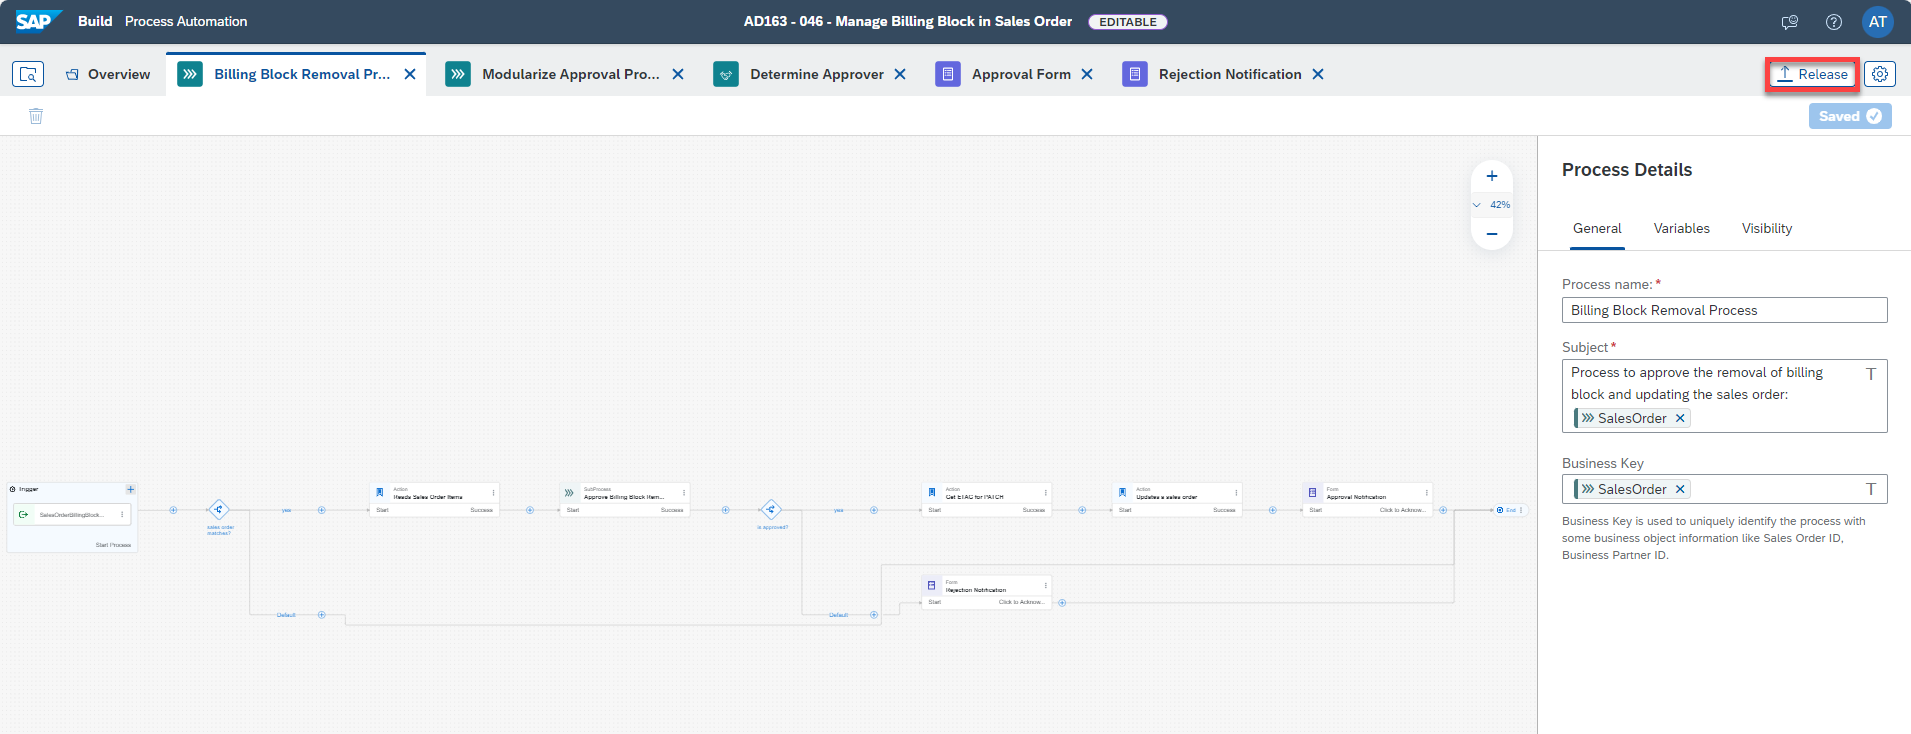 SAP Build Process Automation
AD163 - 046 - Manage Billing Block in Sales Order EDITABLE
AT
Overview
Billing Block Removal Pr...
Modularize Approval Pro...
Determine Approver
Approval Form
Rejection Notification
Release
Saved
42%
Process Details
General Variables Visibility
Process name:*
Billing Block Removal Process
Subject*
Process to approve the removal of billing
block and updating the sales order:
SalesOrder
Business Key
SalesOrder
Business Key is used to uniquely identify the process with
some business object information like Sales Order ID,
Business Partner ID.
Trigger
SalesOrderBillingBlock...
Start Process
sales order
matches?
yes
Default
Action
Reads Sales Order Items
Start Success
SubProcess
Approve Billing Block Rem...
Start Success
is approved?
yes
Default
Action
Get ETAG for PATCH
Start Success
Action
Updates a sales order
Start Success
Form
Approval Notification
Start Click to Acknow...
End
Form
Rejection Notification
Start Click to Acknow...